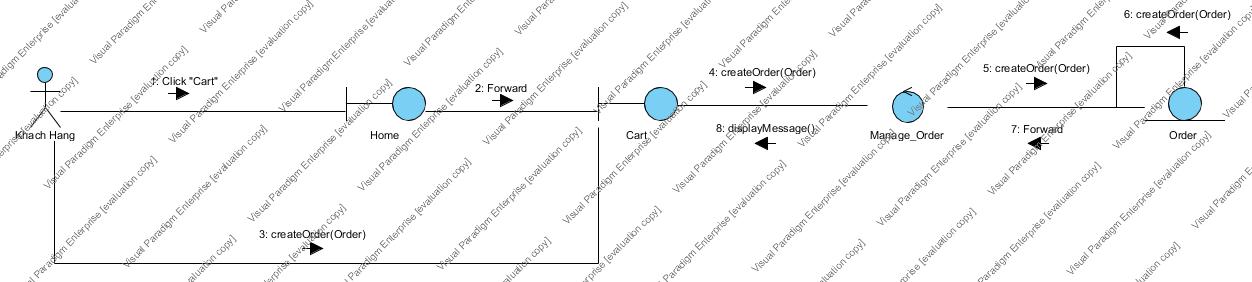 6: createOrder(Order)
1: Click "Cart"
2: Forward
4: createOrder(Order)
5: createOrder(Order)
Khach Hang
Home
Cart
8: displayMessage()
Manage_Order
7: Forward
Order
3: createOrder(Order)
Visual Paradigm Enterprise [evaluation copy]